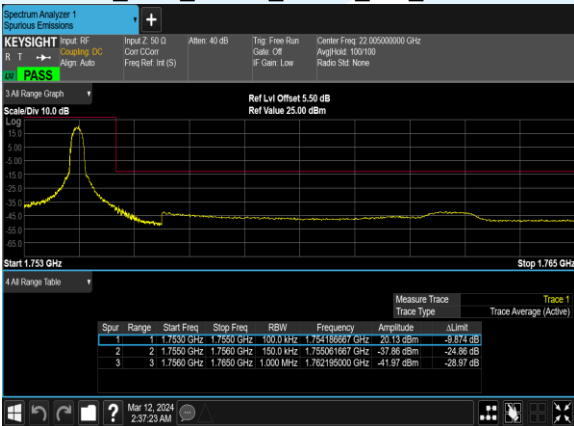 Spectrum Analyzer 1
Spurious Emissions
+
KEYSIGHT Input: RF Input Z: 50 Ω Atten: 40 dB Trig: Free Run Center Freq: 22.005000000 GHz
R T Coupling: DC Corr CCorr Gate: Off Avg|Hold: 100/100
Align: Auto Freq Ref: Int (S) IF Gain: Low Radio Std: None
LXI PASS
3 All Range Graph
Ref Lvl Offset 5.50 dB
Scale/Div 10.0 dB Ref Value 25.00 dBm
Log
15.0
5.00
-5.00
-15.0
-25.0
-35.0
-45.0
-55.0
-65.0
Start 1.753 GHz Stop 1.765 GHz
4 All Range Table
Measure Trace Trace 1
Trace Type Trace Average (Active)
Spur Range Start Freq Stop Freq RBW Frequency Amplitude ΔLimit
1 1 1.7530 GHz 1.7550 GHz 100.0 kHz 1.754186667 GHz 20.13 dBm -9.874 dB
2 2 1.7550 GHz 1.7560 GHz 150.0 kHz 1.755061667 GHz -37.86 dBm -24.86 dB
3 3 1.7560 GHz 1.7650 GHz 1.000 MHz 1.762195000 GHz -41.97 dBm -28.97 dB
? Mar 12, 2024
2:37:23 AM